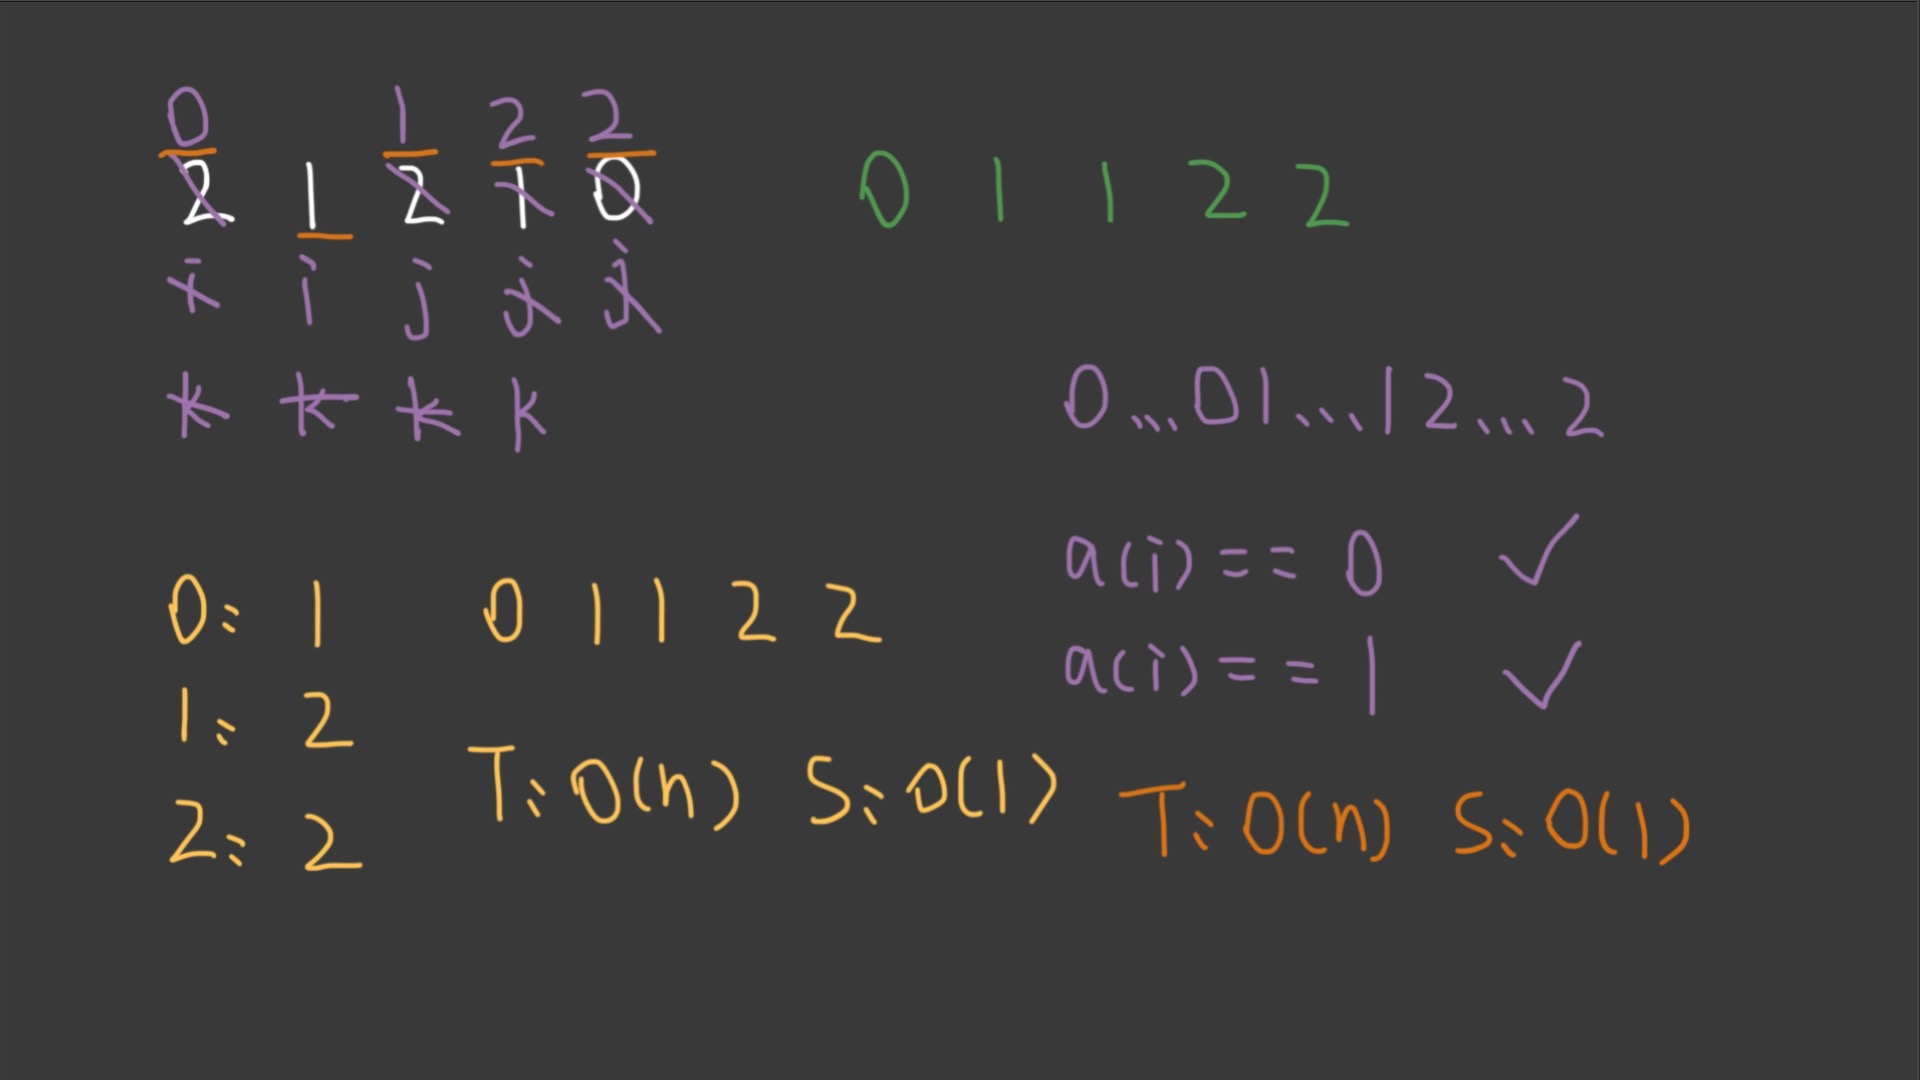 0 1 2 2
2 1 2 1 0
0 1 1 2 2
i i j j j
k k k k
0...01...12...2
a(i) == 0 ✓
a(i) == 1 ✓
0: 1
0 1 1 2 2
1: 2
2: 2
T: O(n) S: O(1)
T: O(n) S: O(1)